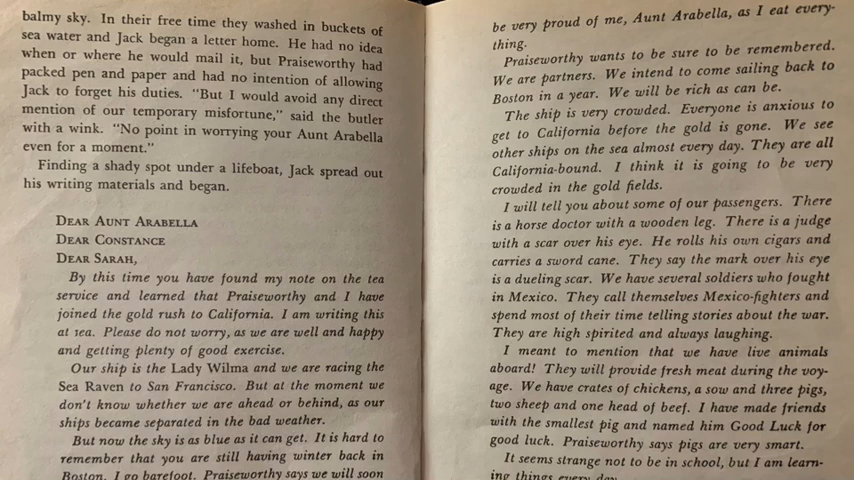 balmy sky. In their free time they washed in buckets of
sea water and Jack began a letter home. He had no idea
when or where he would mail it, but Praiseworthy had
packed pen and paper and had no intention of allowing
Jack to forget his duties. "But I would avoid any direct
mention of our temporary misfortune," said the butler
with a wink. "No point in worrying your Aunt Arabella
even for a moment."
Finding a shady spot under a lifeboat, Jack spread out
his writing materials and began.
DEAR AUNT ARABELLA
DEAR CONSTANCE
DEAR SARAH,
By this time you have found my note on the tea
service and learned that Praiseworthy and I have
joined the gold rush to California. I am writing this
at sea. Please do not worry, as we are well and happy
and getting plenty of good exercise.
Our ship is the Lady Wilma and we are racing the
Sea Raven to San Francisco. But at the moment we
don't know whether we are ahead or behind, as our
ships became separated in the bad weather.
But now the sky is as blue as it can get. It is hard to
remember that you are still having winter back in
Boston. I go barefoot. Praiseworthy says we will soon
be very proud of me, Aunt Arabella, as I eat every-
thing.
Praiseworthy wants to be sure to be remembered.
We are partners. We intend to come sailing back to
Boston in a year. We will be rich as can be.
The ship is very crowded. Everyone is anxious to
get to California before the gold is gone. We see
other ships on the sea almost every day. They are all
California-bound. I think it is going to be very
crowded in the gold fields.
I will tell you about some of our passengers. There
is a horse doctor with a wooden leg. There is a judge
with a scar over his eye. He rolls his own cigars and
carries a sword cane. They say the mark over his eye
is a dueling scar. We have several soldiers who fought
in Mexico. They call themselves Mexico-fighters and
spend most of their time telling stories about the war.
They are high spirited and always laughing.
I meant to mention that we have live animals
aboard! They will provide fresh meat during the voy-
age. We have crates of chickens, a sow and three pigs,
two sheep and one head of beef. I have made friends
with the smallest pig and named him Good Luck for
good luck. Praiseworthy says pigs are very smart.
It seems strange not to be in school, but I am learn-
ing things every day.